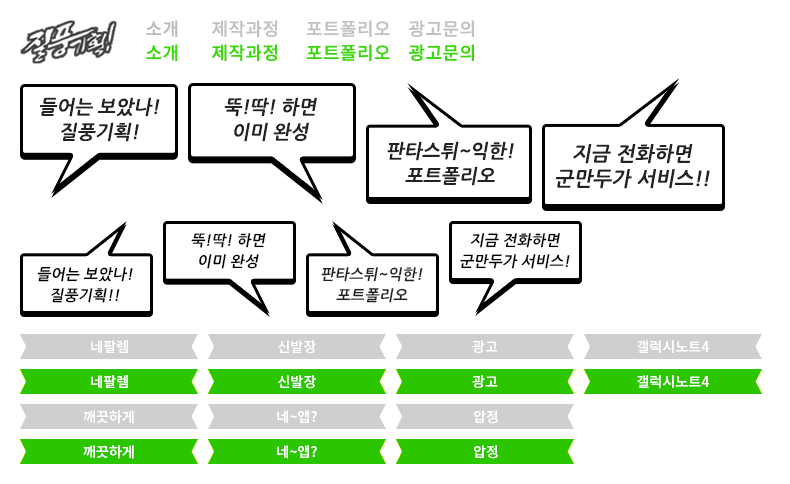 질풍기획!
소개 제작과정 포트폴리오 광고문의
소개 제작과정 포트폴리오 광고문의
들어는 보았나!
질풍기획!
뚝!딱! 하면
이미 완성
판타스튀~익한!
포트폴리오
지금 전화하면
군만두가 서비스!!
들어는 보았나!
질풍기획!!
뚝!딱! 하면
이미 완성
판타스튀~익한!
포트폴리오
지금 전화하면
군만두가 서비스!
네팔렘 신발장 광고 갤럭시노트4
네팔렘 신발장 광고 갤럭시노트4
깨끗하게 네~앱? 압정
깨끗하게 네~앱? 압정